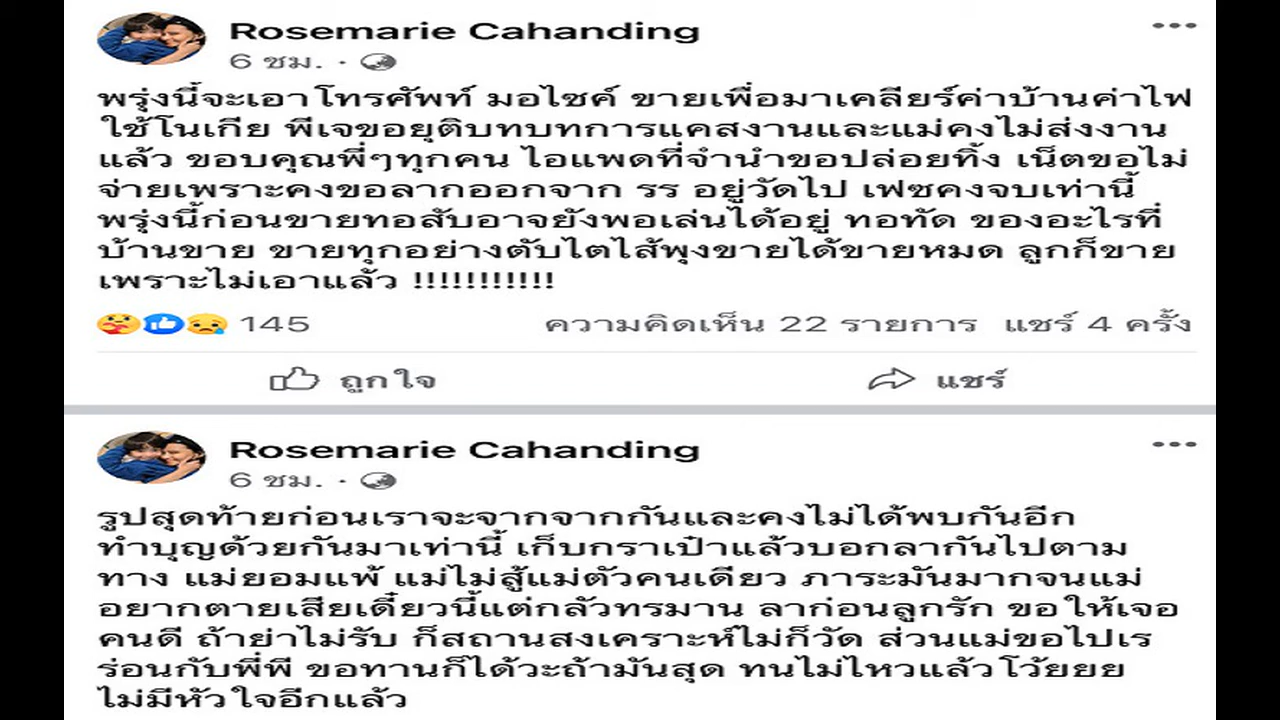 Rosemarie Cahanding
6 ชม. ·
พรุ่งนี้จะเอาโทรศัพท์ มอไซค์ ขายเพื่อมาเคลียร์ค่าบ้านค่าไฟ
ใช้โนเกีย พีเจขอยุติบทบทการแคสงานและแม่คงไม่ส่งงาน
แล้ว ขอบคุณพี่ๆทุกคน ไอแพดที่จำนำขอปล่อยทิ้ง เน็ตขอไม่
จ่ายเพราะคงขอลากออกจาก รร อยู่วัดไป เฟซคงจบเท่านี้
พรุ่งนี้ก่อนขายทอสับอาจยังพอเล่นได้อยู่ ทอทัด ของอะไรที่
บ้านขาย ขายทุกอย่างตับไตไส้พุงขายได้ขายหมด ลูกก็ขาย
เพราะไม่เอาแล้ว !!!!!!!!!!!!
145
ความคิดเห็น 22 รายการ แชร์ 4 ครั้ง
ถูกใจ แชร์
Rosemarie Cahanding
6 ชม. ·
รูปสุดท้ายก่อนเราจะจากจากกันและคงไม่ได้พบกันอีก
ทำบุญด้วยกันมาเท่านี้ เก็บกราเป๋าแล้วบอกลากันไปตาม
ทาง แม่ยอมแพ้ แม่ไม่สู้แม่ตัวคนเดียว ภาระมันมากจนแม่
อยากตายเสียเดี๋ยวนี้แต่กลัวทรมาน ลาก่อนลูกรัก ขอให้เจอ
คนดี ถ้าย่าไม่รับ ก็สถานสงเคราะห์ไม่ก็วัด ส่วนแม่ขอไปเร
ร่อนกับพี่พี ขอทานก็ได้วะถ้ามันสุด ทนไม่ไหวแล้วโว้ยยย
ไม่มีหัวใจอีกแล้ว